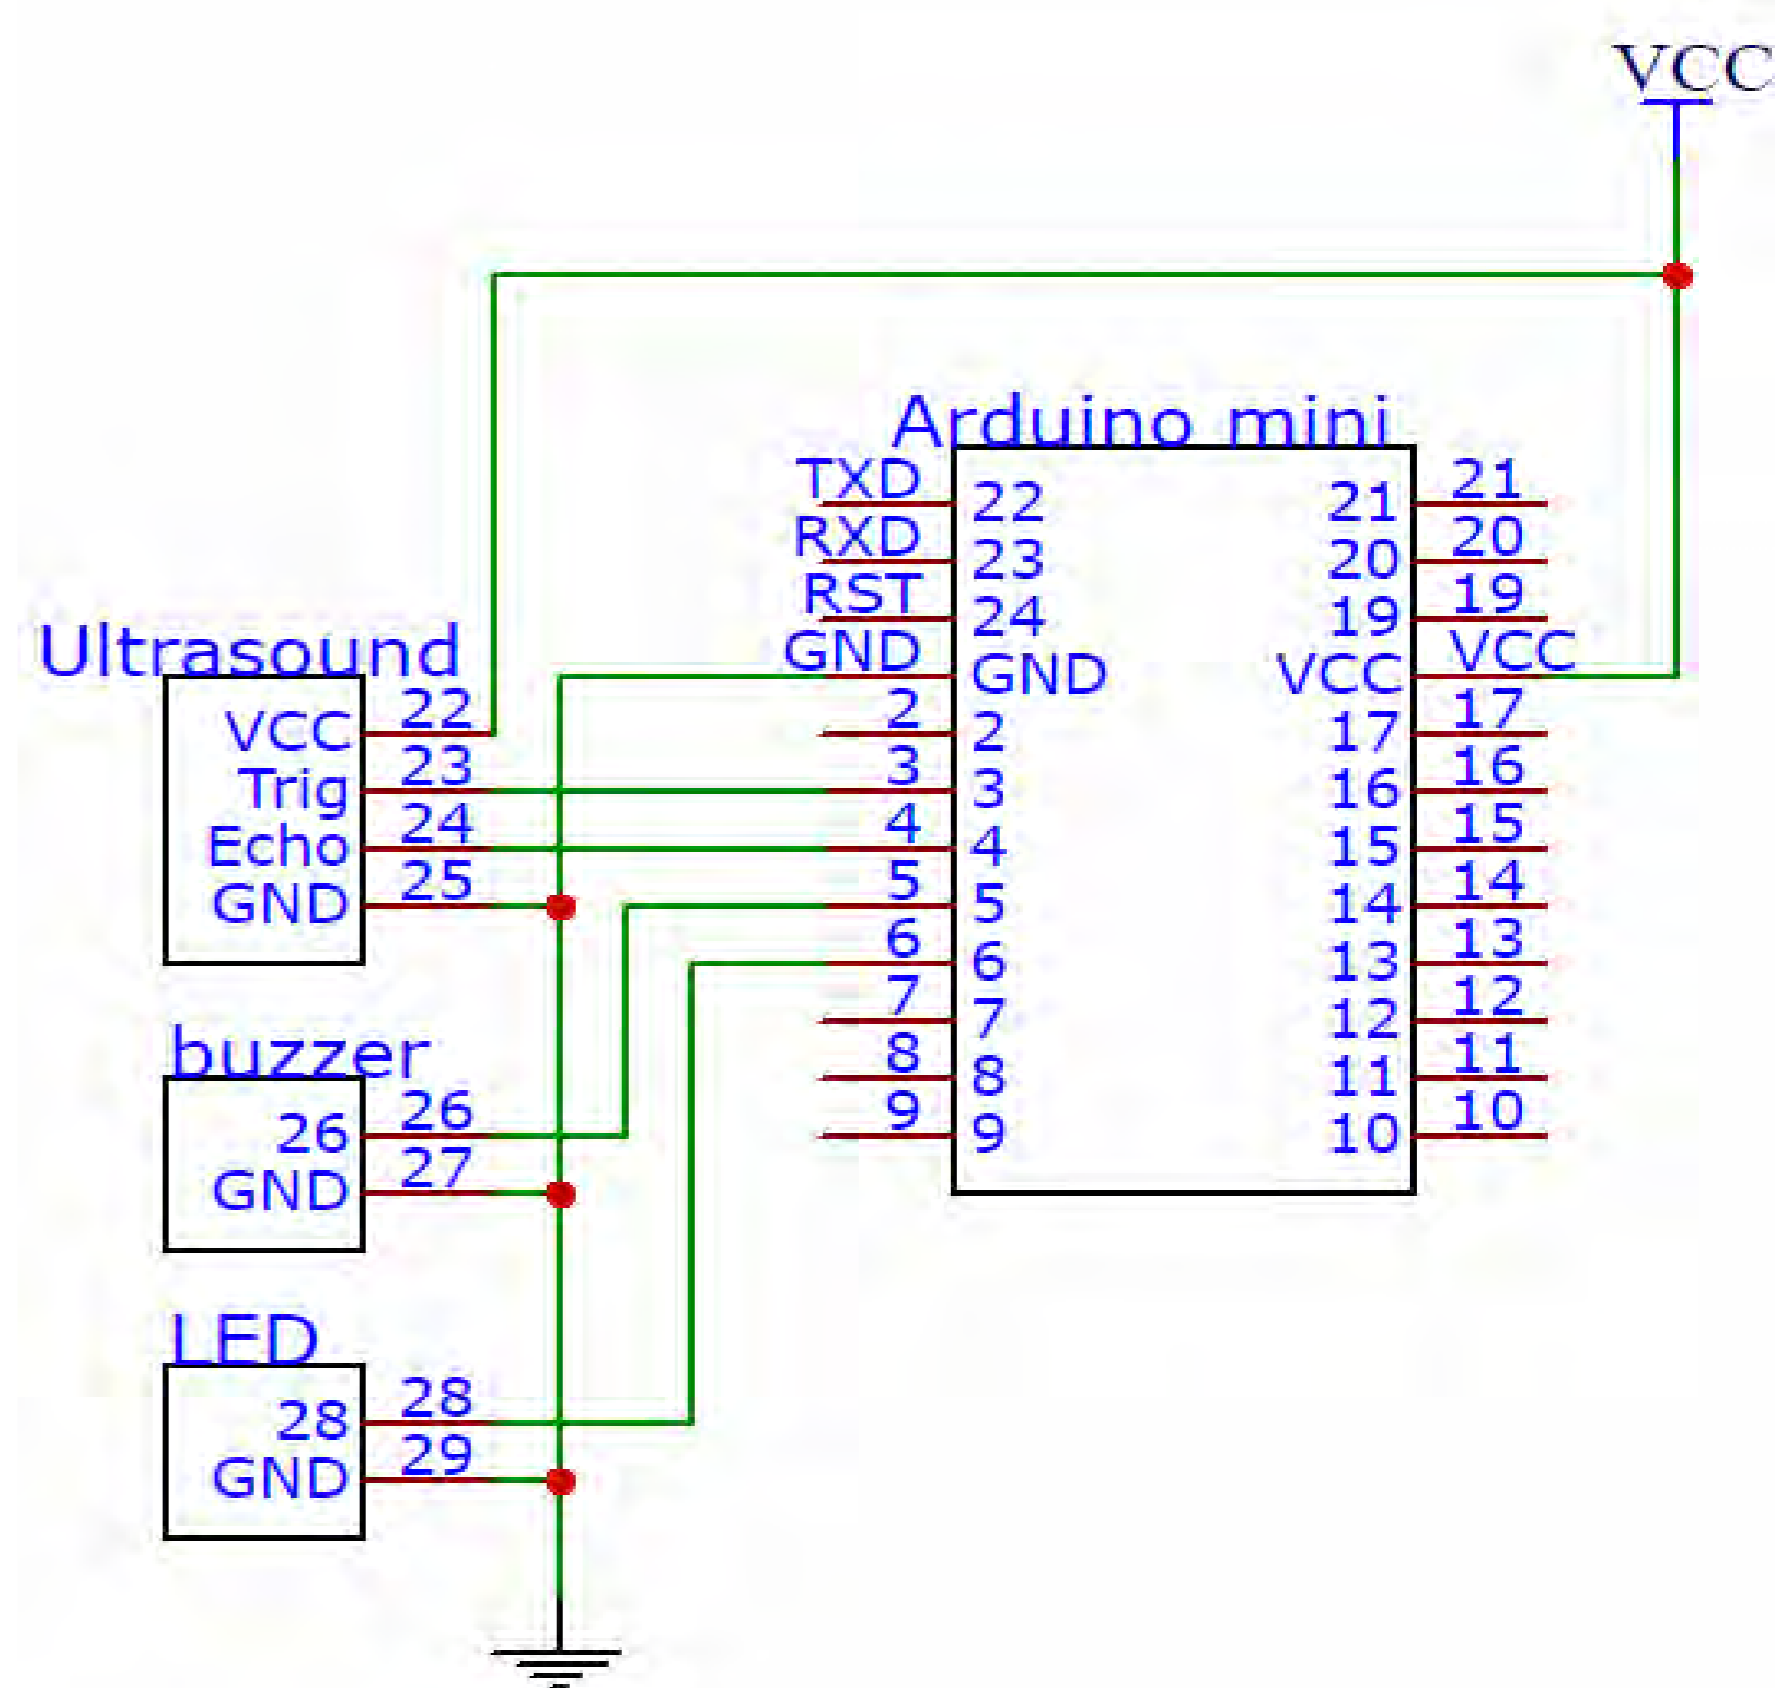 VCC
Arduino mini
TXD 22 21 21
RXD 23 20 20
RST 24 19 19
GND GND VCC VCC
2 2 17 17
3 3 16 16
4 4 15 15
5 5 14 14
6 6 13 13
7 7 12 12
8 8 11 11
9 9 10 10
Ultrasound
VCC 22
Trig 23
Echo 24
GND 25
buzzer
26 26
GND 27
LED
28 28
GND 29